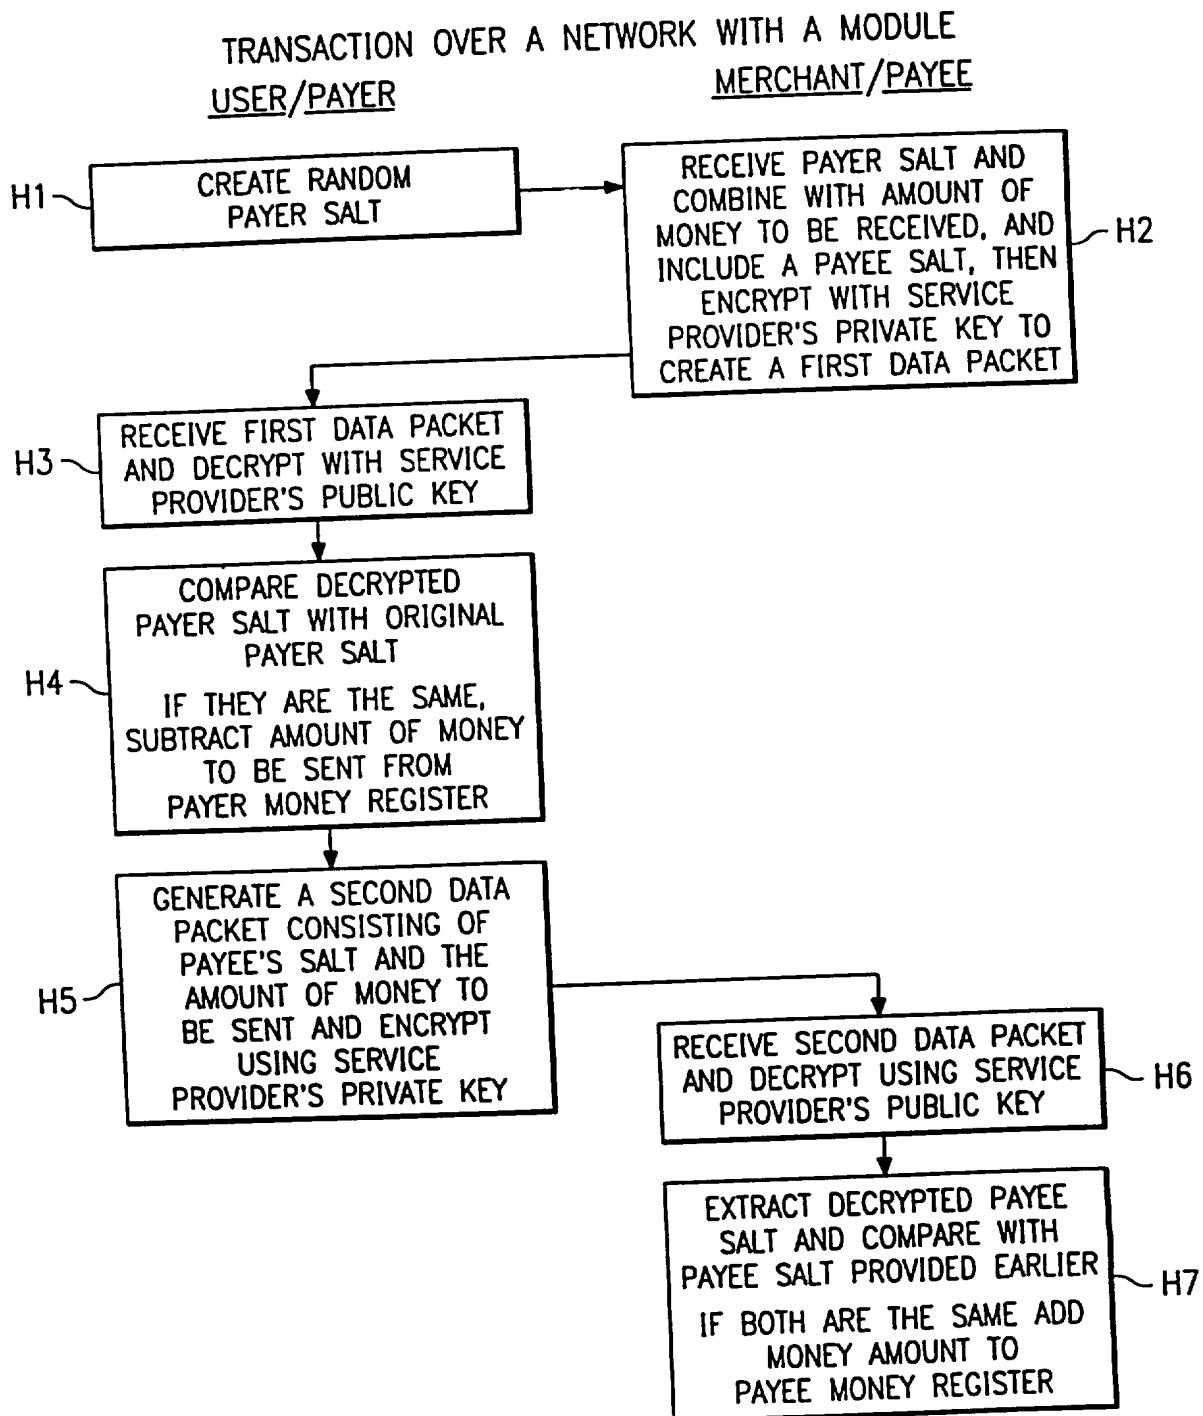 TRANSACTION OVER A NETWORK WITH A MODULE
USER/PAYER
MERCHANT/PAYEE
H1
CREATE RANDOM
PAYER SALT
RECEIVE PAYER SALT AND
COMBINE WITH AMOUNT OF
MONEY TO BE RECEIVED, AND
INCLUDE A PAYEE SALT, THEN
ENCRYPT WITH SERVICE
PROVIDER'S PRIVATE KEY TO
CREATE A FIRST DATA PACKET
H2
H3
RECEIVE FIRST DATA PACKET
AND DECRYPT WITH SERVICE
PROVIDER'S PUBLIC KEY
H4
COMPARE DECRYPTED
PAYER SALT WITH ORIGINAL
PAYER SALT
IF THEY ARE THE SAME,
SUBTRACT AMOUNT OF MONEY
TO BE SENT FROM
PAYER MONEY REGISTER
H5
GENERATE A SECOND DATA
PACKET CONSISTING OF
PAYEE'S SALT AND THE
AMOUNT OF MONEY TO
BE SENT AND ENCRYPT
USING SERVICE
PROVIDER'S PRIVATE KEY
RECEIVE SECOND DATA PACKET
AND DECRYPT USING SERVICE
PROVIDER'S PUBLIC KEY
H6
EXTRACT DECRYPTED PAYEE
SALT AND COMPARE WITH
PAYEE SALT PROVIDED EARLIER
IF BOTH ARE THE SAME ADD
MONEY AMOUNT TO
PAYEE MONEY REGISTER
H7